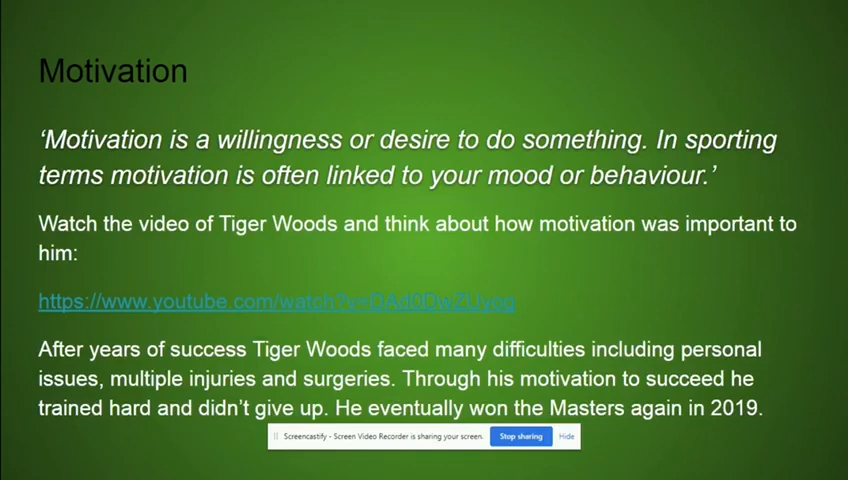 Motivation
‘Motivation is a willingness or desire to do something. In sporting
terms motivation is often linked to your mood or behaviour.’
Watch the video of Tiger Woods and think about how motivation was important to
him:
After years of success Tiger Woods faced many difficulties including personal
issues, multiple injuries and surgeries. Through his motivation to succeed he
trained hard and didn’t give up. He eventually won the Masters again in 2019.
Screencastify - Screen Video Recorder is sharing your screen. Stop sharing Hide